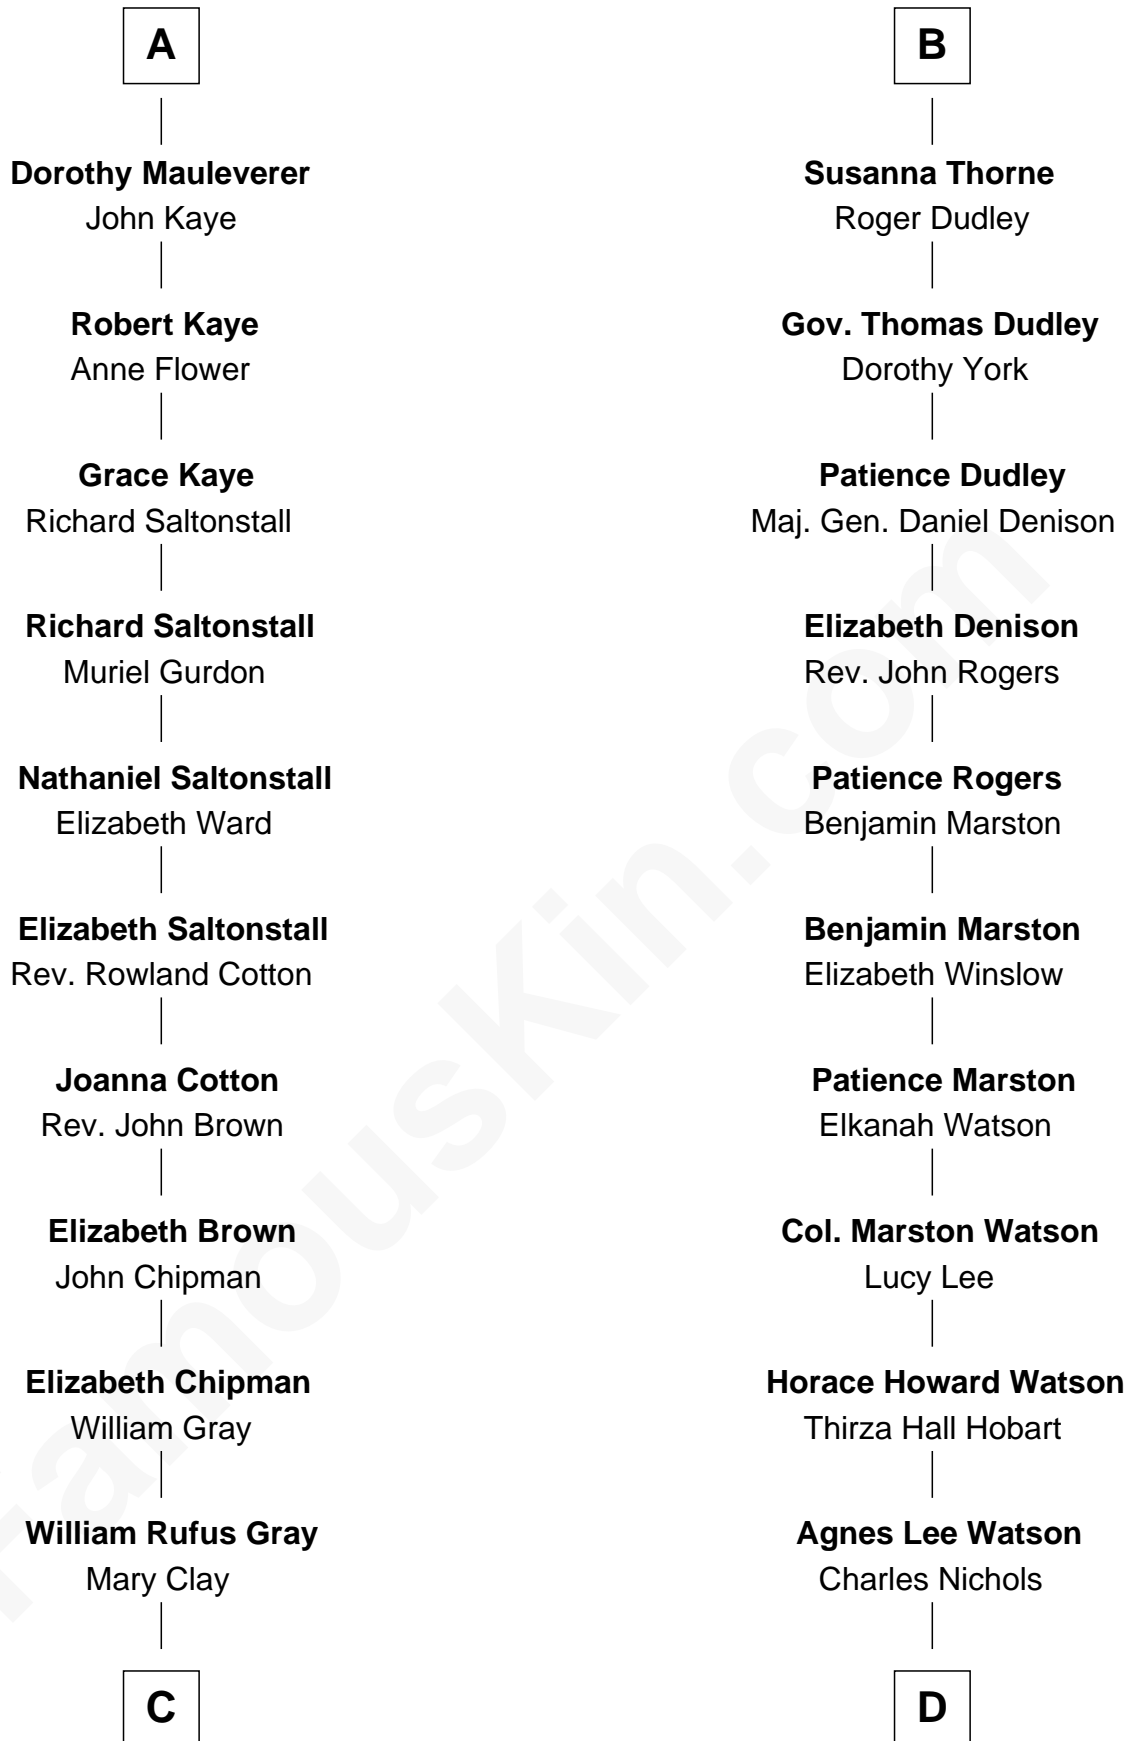 A
Dorothy Mauleverer
John Kaye
Robert Kaye
Anne Flower
Grace Kaye
Richard Saltonstall
Richard Saltonstall
Muriel Gurdon
Nathaniel Saltonstall
Elizabeth Ward
Elizabeth Saltonstall
Rev. Rowland Cotton
Joanna Cotton
Rev. John Brown
Elizabeth Brown
John Chipman
Elizabeth Chipman
William Gray
William Rufus Gray
Mary Clay
C
B
Susanna Thorne
Roger Dudley
Gov. Thomas Dudley
Dorothy York
Patience Dudley
Maj. Gen. Daniel Denison
Elizabeth Denison
Rev. John Rogers
Patience Rogers
Benjamin Marston
Benjamin Marston
Elizabeth Winslow
Patience Marston
Elkanah Watson
Col. Marston Watson
Lucy Lee
Horace Howard Watson
Thirza Hall Hobart
Agnes Lee Watson
Charles Nichols
D
FamousKin.com